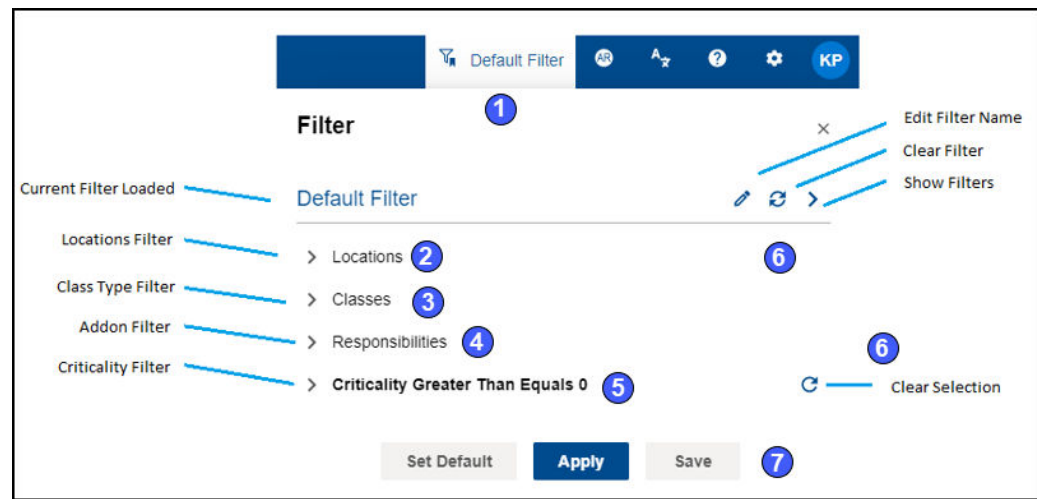 Default Filter AR A KP
1
Filter
Edit Filter Name
Clear Filter
Show Filters
Current Filter Loaded
Default Filter
Locations Filter
Locations 2
6
Class Type Filter
Classes 3
Addon Filter
Responsibilities 4
6
Criticality Filter
Criticality Greater Than Equals 0 5
Clear Selection
Set Default Apply Save 7